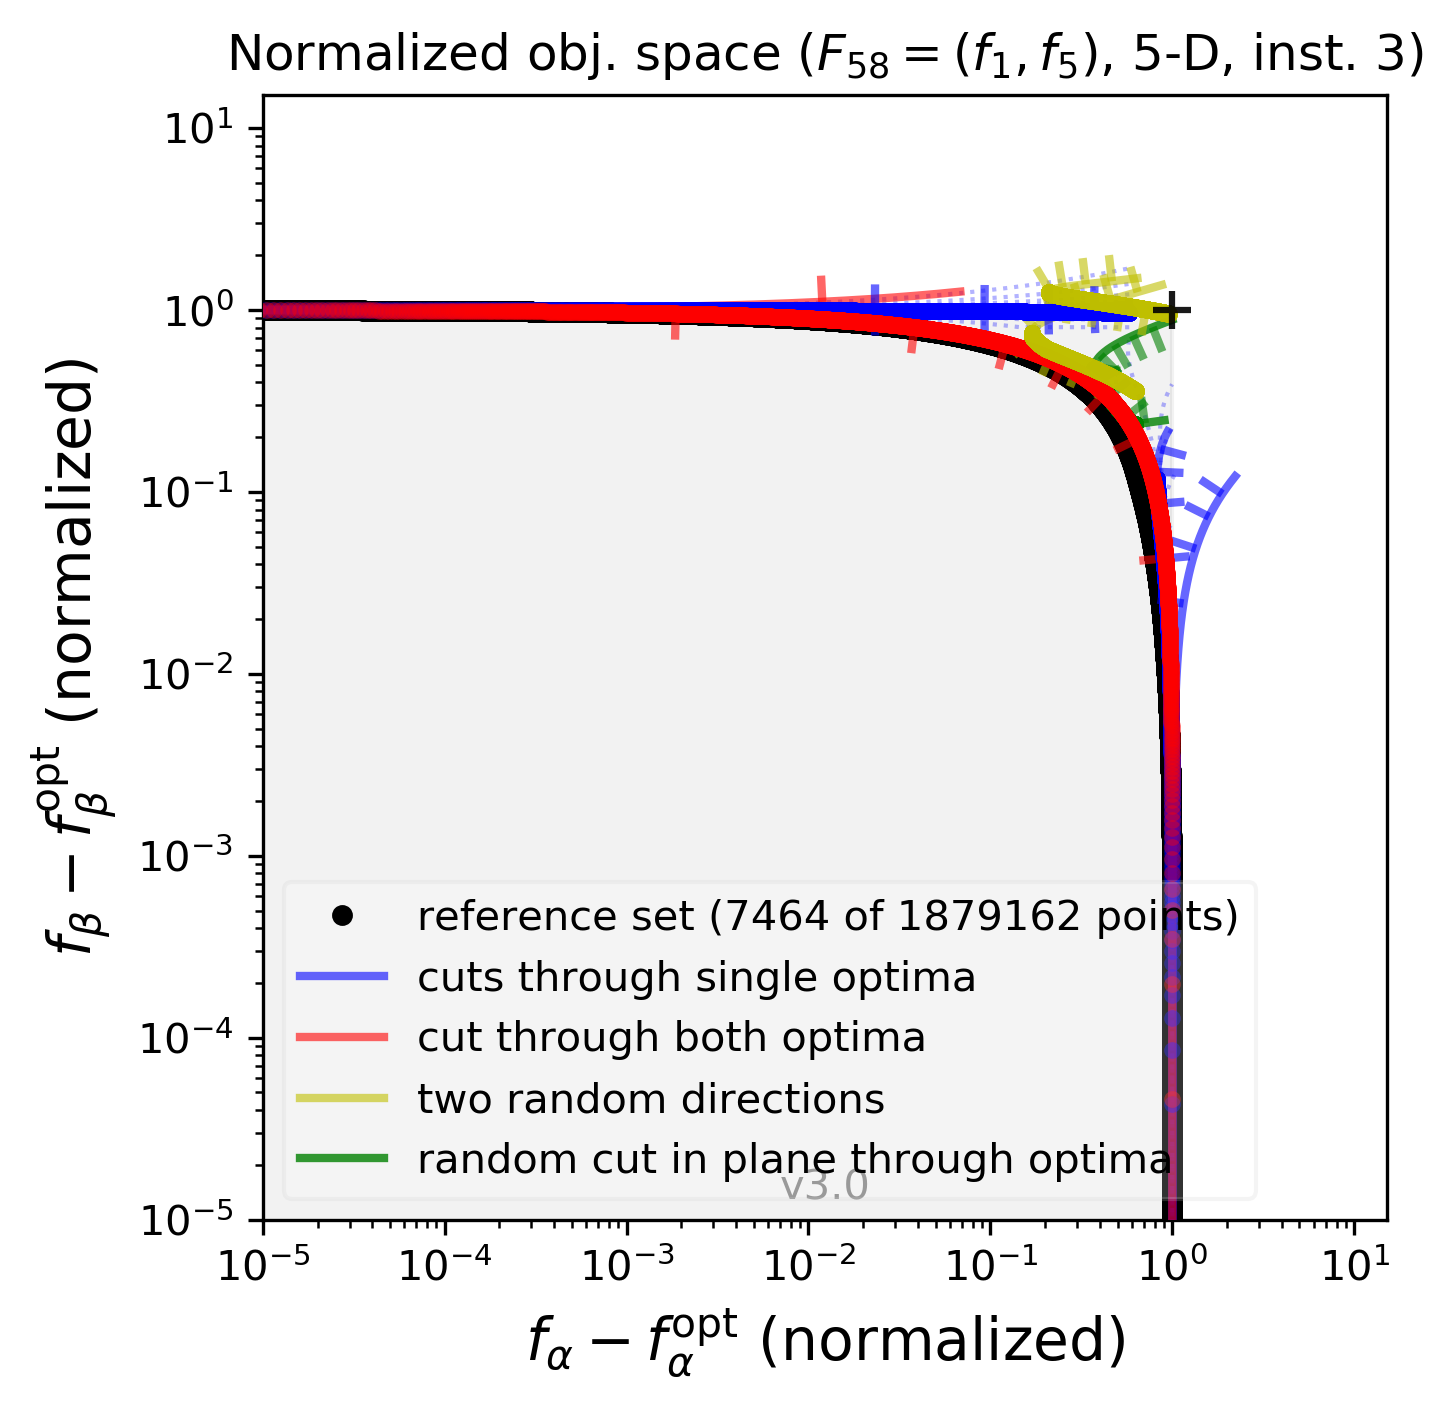 Normalized obj. space (F₅₈ = (f₁, f₅), 5-D, inst. 3)
10¹
10⁰
10⁻¹
10⁻²
10⁻³
10⁻⁴
10⁻⁵
f_β − f_β^opt (normalized)
reference set (7464 of 1879162 points)
cuts through single optima
cut through both optima
two random directions
random cut in plane through optima
v3.0
10⁻⁵ 10⁻⁴ 10⁻³ 10⁻² 10⁻¹ 10⁰ 10¹
f_α − f_α^opt (normalized)